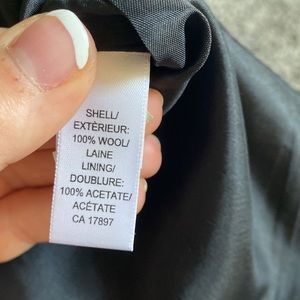 SHELL/
EXTÉRIEUR:
100% WOOL/
LAINE
LINING/
DOUBLURE:
100% ACETATE/
ACÉTATE
CA 17897